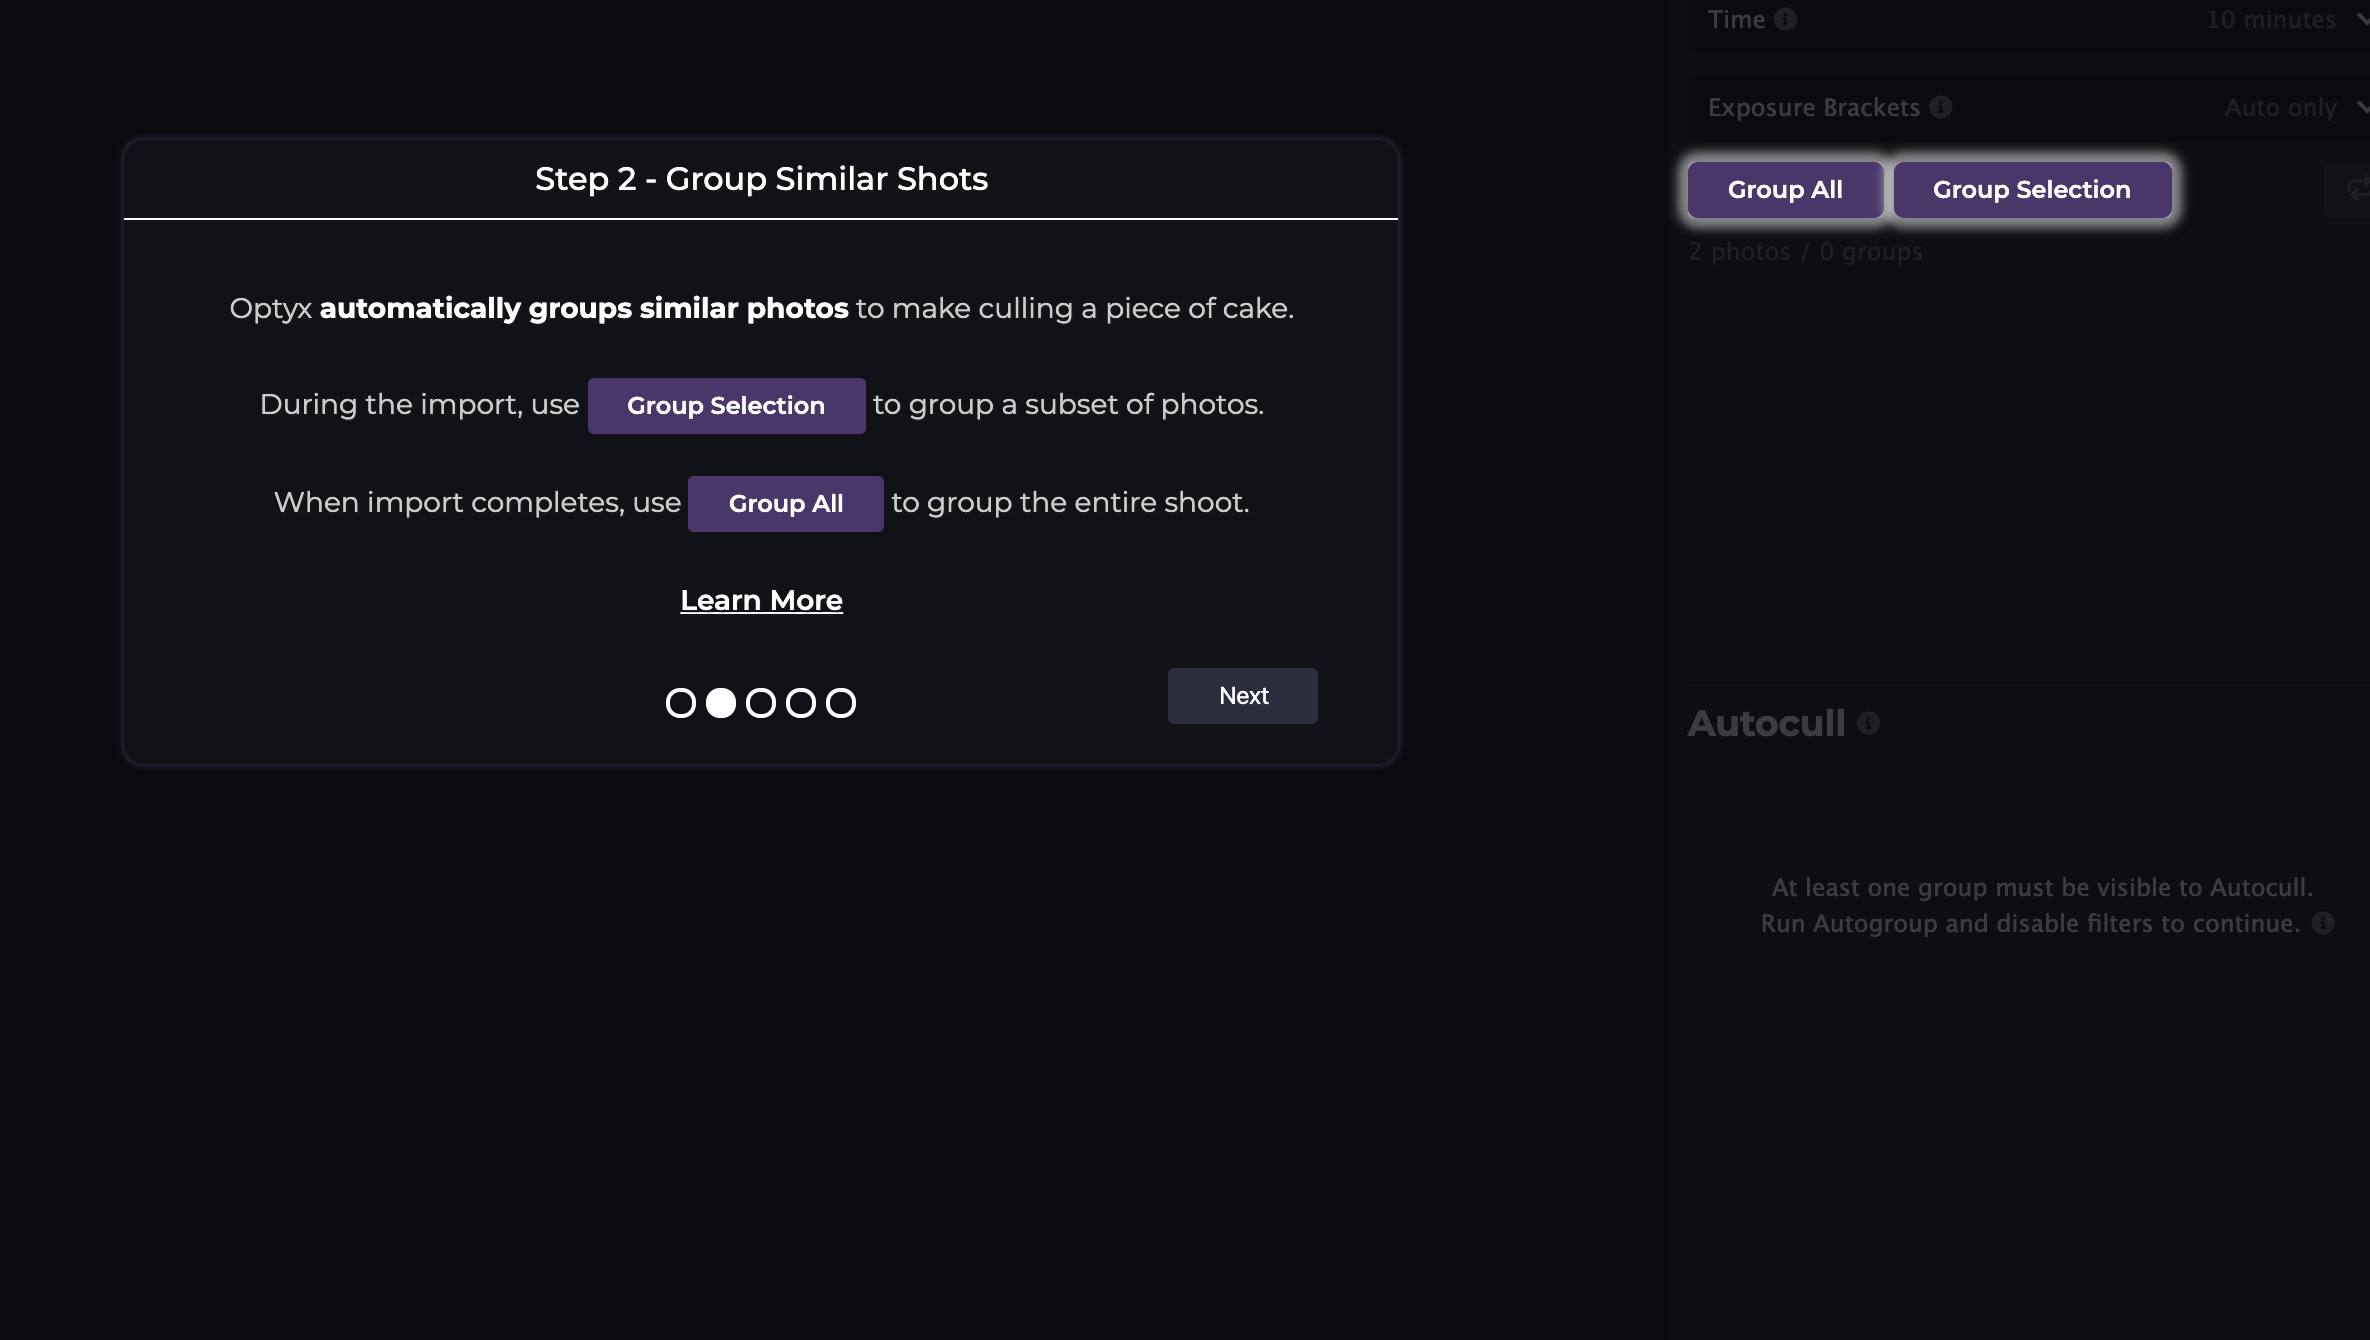 Time
10 minutes
Exposure Brackets
Auto only
Group All
Group Selection
2 photos / 0 groups
Step 2 - Group Similar Shots
Optyx automatically groups similar photos to make culling a piece of cake.
During the import, use Group Selection to group a subset of photos.
When import completes, use Group All to group the entire shoot.
Learn More
Next
Autocull
At least one group must be visible to Autocull.
Run Autogroup and disable filters to continue.